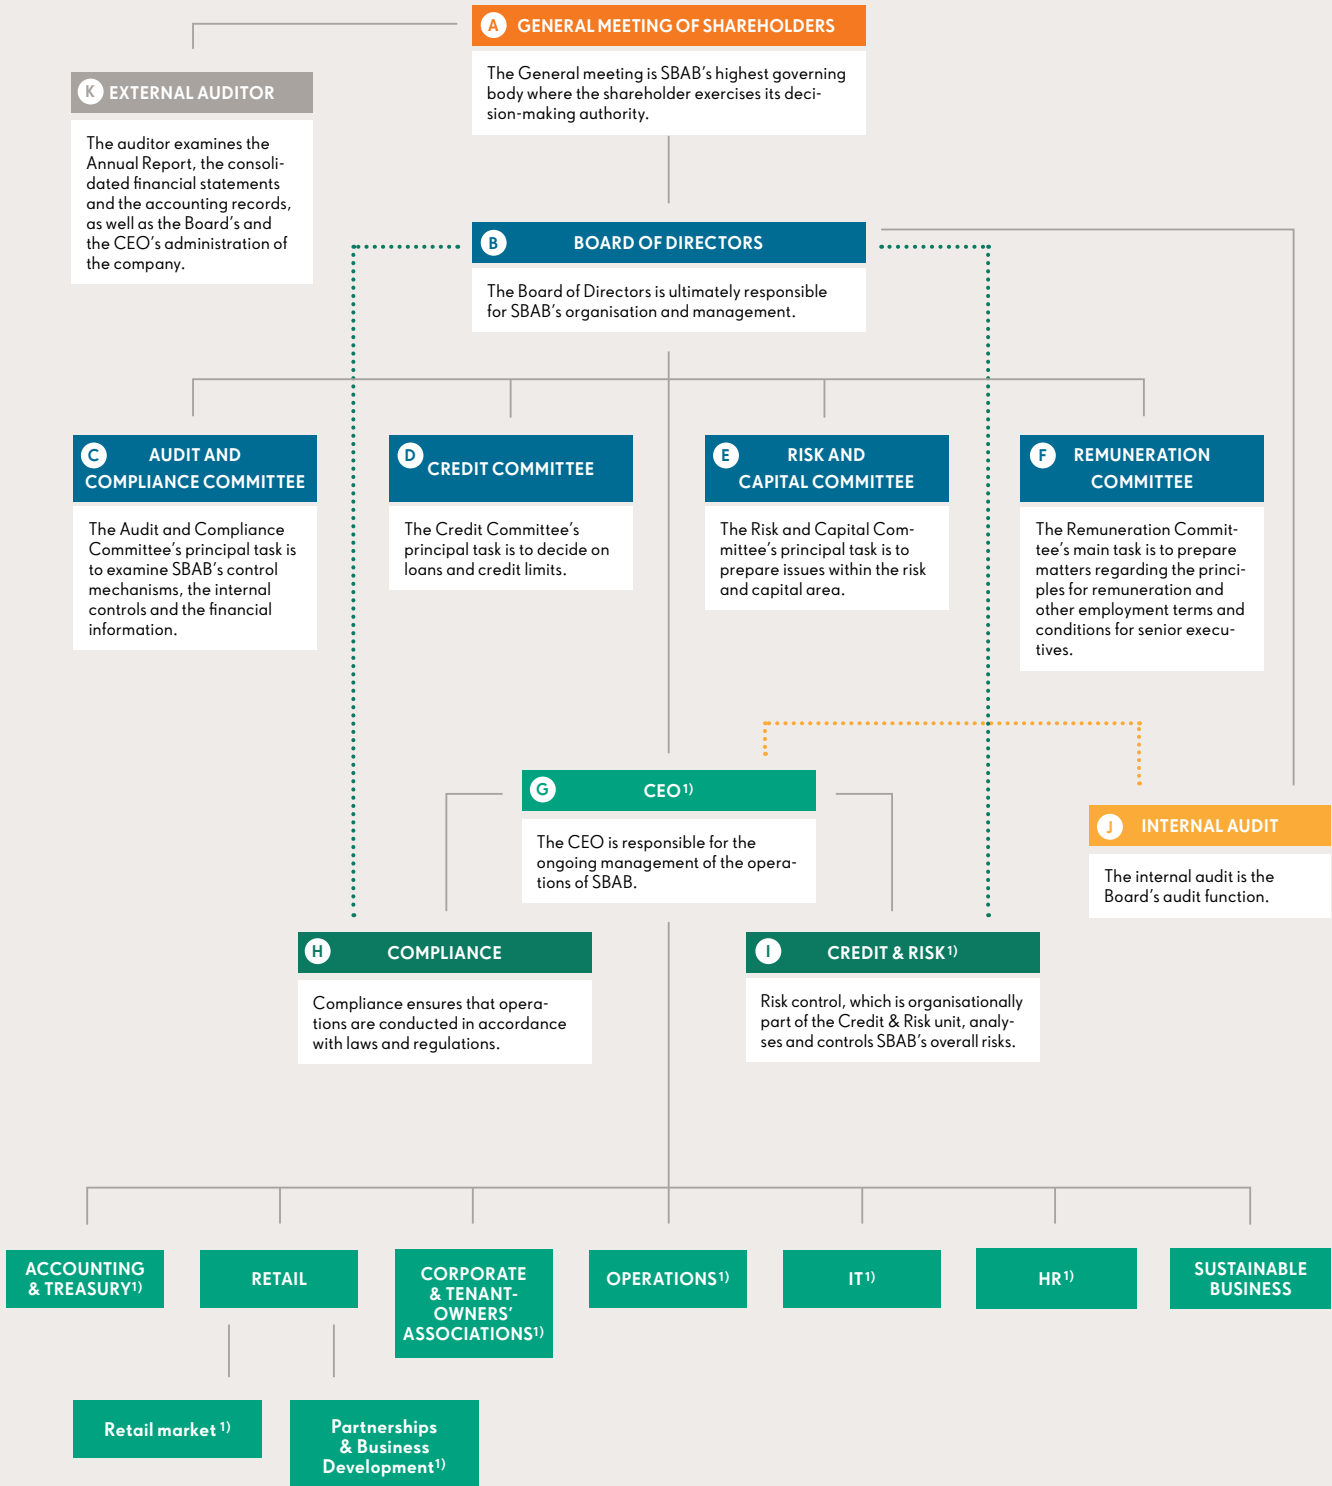 A GENERAL MEETING OF SHAREHOLDERS
The General meeting is SBAB's highest governing
body where the shareholder exercises its deci-
sion-making authority.
K EXTERNAL AUDITOR
The auditor examines the
Annual Report, the consoli-
dated financial statements
and the accounting records,
as well as the Board's and
the CEO's administration of
the company.
B BOARD OF DIRECTORS
The Board of Directors is ultimately responsible
for SBAB's organisation and management.
C AUDIT AND
COMPLIANCE COMMITTEE
The Audit and Compliance
Committee's principal task is
to examine SBAB's control
mechanisms, the internal
controls and the financial
information.
D CREDIT COMMITTEE
The Credit Committee's
principal task is to decide on
loans and credit limits.
E RISK AND
CAPITAL COMMITTEE
The Risk and Capital Com-
mittee's principal task is to
prepare issues within the risk
and capital area.
F REMUNERATION
COMMITTEE
The Remuneration Commit-
tee's main task is to prepare
matters regarding the princi-
ples for remuneration and
other employment terms and
conditions for senior execu-
tives.
G CEO1)
The CEO is responsible for the
ongoing management of the opera-
tions of SBAB.
J INTERNAL AUDIT
The internal audit is the
Board's audit function.
H COMPLIANCE
Compliance ensures that opera-
tions are conducted in accordance
with laws and regulations.
I CREDIT & RISK1)
Risk control, which is organisationally
part of the Credit & Risk unit, analy-
ses and controls SBAB's overall risks.
ACCOUNTING
& TREASURY1)
RETAIL
CORPORATE
& TENANT-
OWNERS'
ASSOCIATIONS1)
OPERATIONS1)
IT1)
HR1)
SUSTAINABLE
BUSINESS
Retail market 1)
Partnerships
& Business
Development1)